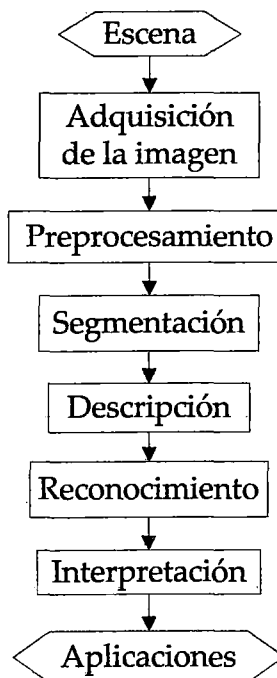 Escena
Adquisición
de la imagen
Preprocesamiento
Segmentación
Descripción
Reconocimiento
Interpretación
Aplicaciones